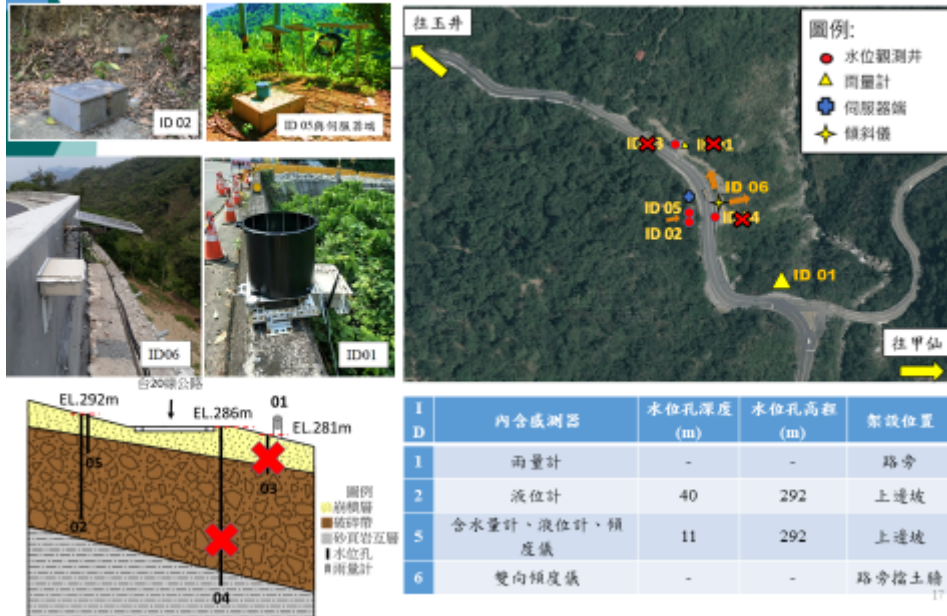 ID 02
ID 05與伺服器端
ID06
ID01
往玉井
圖例:
水位觀測井
雨量計
伺服器端
傾斜儀
ID 06
ID 05
ID 02
ID 01
往甲仙
台20線公路
EL.292m
EL.286m
01
EL.281m
05
03
02
04
圖例
崩積層
破碎帶
砂頁岩互層
水位孔
雨量計
ID 內含感測器 水位孔深度(m) 水位孔高程(m) 架設位置
1 雨量計 - - 路旁
2 液位計 40 292 上邊坡
5 含水量計、液位計、傾度儀 11 292 上邊坡
6 雙向傾度儀 - - 路旁擋土牆
17